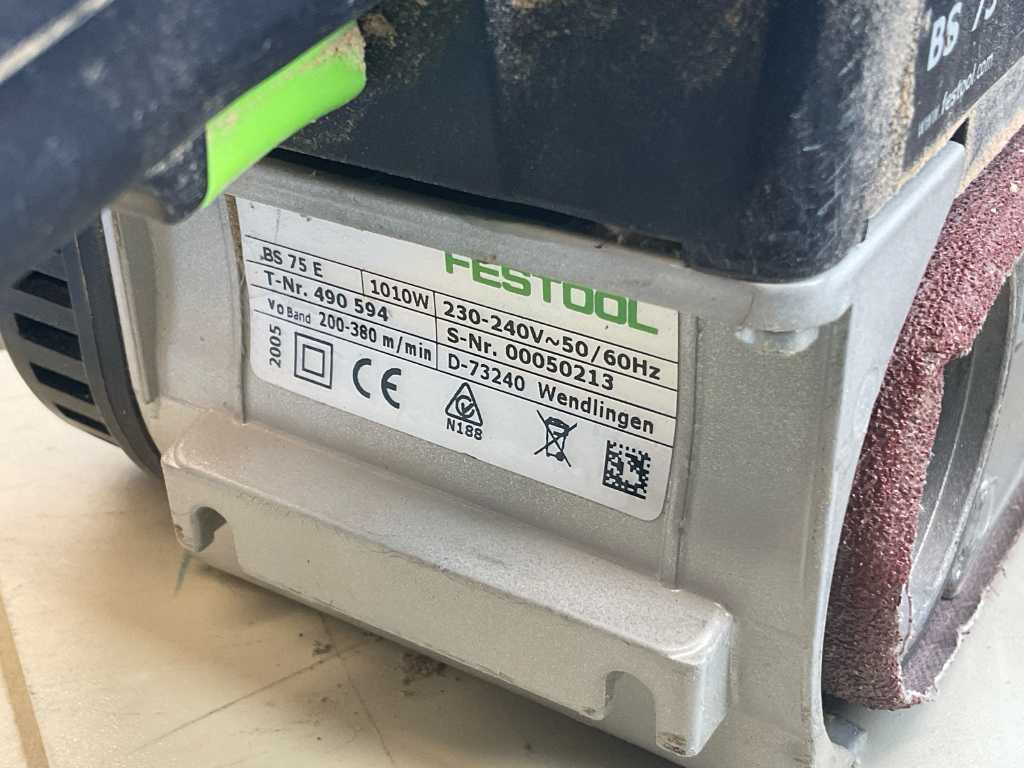 BS 75
www.festool.com
FESTOOL
BS 75 E
1010W
230-240V~50/60Hz
T-Nr. 490 594
S-Nr. 00050213
vo Band 200-380 m/min
D-73240 Wendlingen
2005
CE
N188